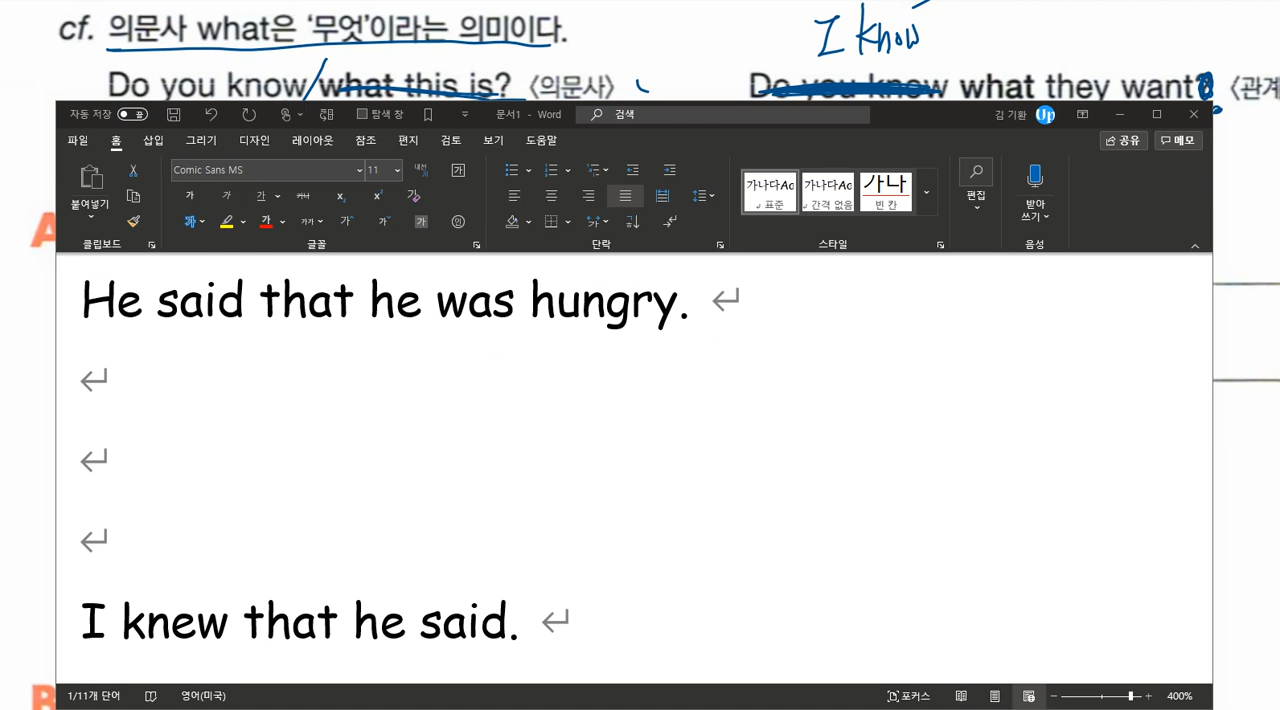 cf. 의문사 what은 '무엇'이라는 의미이다.
I know
Do you know what this is? 〈의문사〉
Do you know what they want? 〈관계
A
자동 저장 끔 탐색 창 문서1 - Word 검색 김 기환 Up
파일 홈 삽입 그리기 디자인 레이아웃 참조 편지 검토 보기 도움말 공유 메모
붙여넣기
Comic Sans MS 11
가나다Aa 가나다Aa 가나
표준 간격 없음 빈 칸
편집
받아쓰기
클립보드 글꼴 단락 스타일 음성
He said that he was hungry.
I knew that he said.
B
1/11개 단어 영어(미국) 포커스 400%